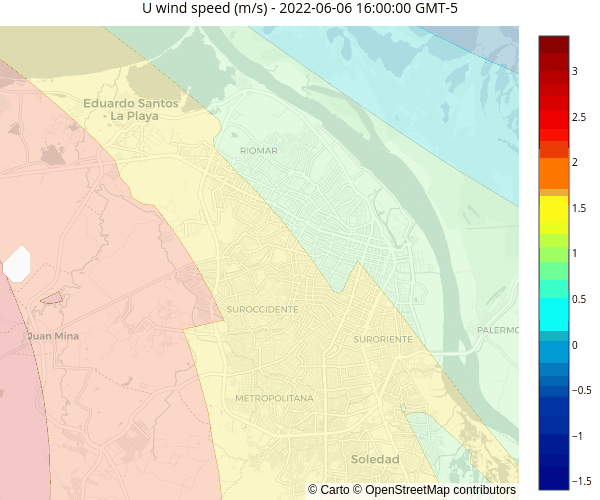 U wind speed (m/s) - 2022-06-06 16:00:00 GMT-5
Eduardo Santos
- La Playa
RIOMAR
SUROCCIDENTE
Juan Mina
SURORIENTE
PALERMO
METROPOLITANA
Soledad
© Carto © OpenStreetMap contributors
3
2.5
2
1.5
1
0.5
0
−0.5
−1
−1.5